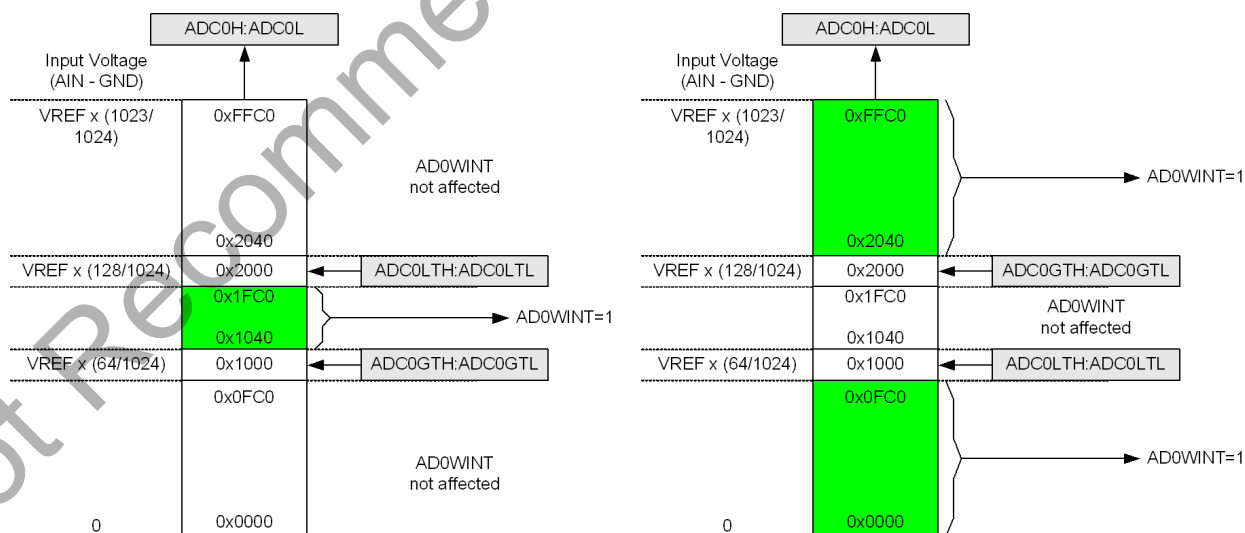 ADC0H:ADC0L
Input Voltage
(AIN - GND)
VREF x (1023/
1024)
0xFFC0
AD0WINT
not affected
0x2040
VREF x (128/1024)
0x2000
ADC0LTH:ADC0LTL
0x1FC0
AD0WINT=1
0x1040
VREF x (64/1024)
0x1000
ADC0GTH:ADC0GTL
0x0FC0
AD0WINT
not affected
0
0x0000
ADC0H:ADC0L
Input Voltage
(AIN - GND)
VREF x (1023/
1024)
0xFFC0
AD0WINT=1
0x2040
VREF x (128/1024)
0x2000
ADC0GTH:ADC0GTL
0x1FC0
AD0WINT
not affected
0x1040
VREF x (64/1024)
0x1000
ADC0LTH:ADC0LTL
0x0FC0
AD0WINT=1
0
0x0000